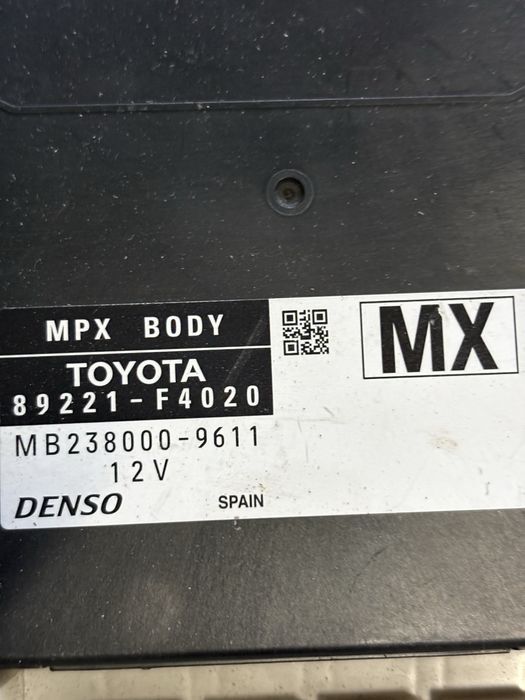 MPX BODY
MX
TOYOTA
89221-F4020
MB238000-9611
12V
DENSO SPAIN